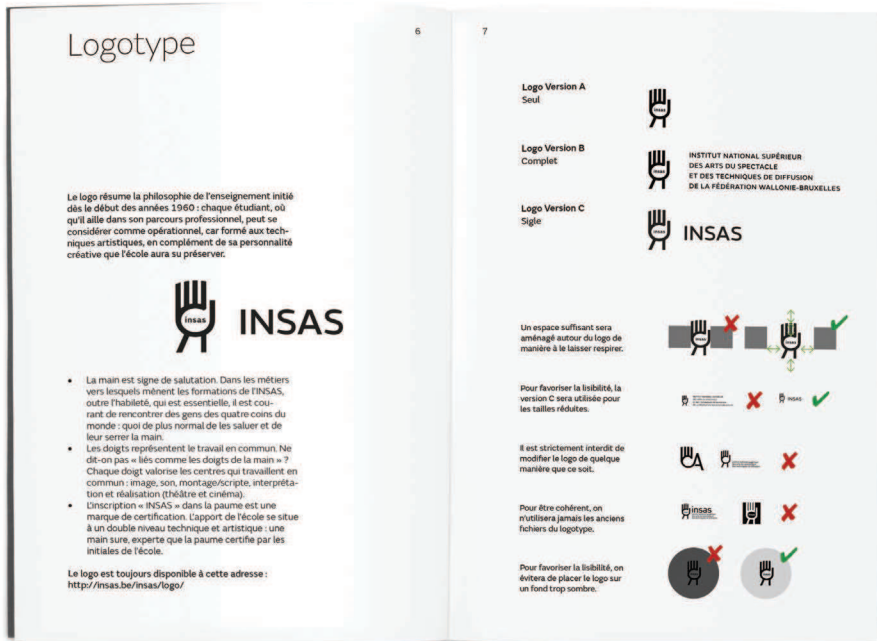 Logotype
6
Le logo résume la philosophie de l'enseignement initié
dès le début des années 1960 : chaque étudiant, où
qu'il aille dans son parcours professionnel, peut se
considérer comme opérationnel, car formé aux tech-
niques artistiques, en complément de sa personnalité
créative que l'école aura su préserver.
insas
INSAS
• La main est signe de salutation. Dans les métiers
vers lesquels mènent les formations de l'INSAS,
outre l'habileté, qui est essentielle, il est cou-
rant de rencontrer des gens des quatre coins du
monde : quoi de plus normal de les saluer et de
leur serrer la main.
• Les doigts représentent le travail en commun. Ne
dit-on pas « liés comme les doigts de la main » ?
Chaque doigt valorise les centres qui travaillent en
commun : image, son, montage/scripte, interpréta-
tion et réalisation (théâtre et cinéma).
• L'inscription « INSAS » dans la paume est une
marque de certification. L'apport de l'école se situe
à un double niveau technique et artistique : une
main sure, experte que la paume certifie par les
initiales de l'école.
Le logo est toujours disponible à cette adresse :
http://insas.be/insas/logo/
7
Logo Version A
Seul
insas
Logo Version B
Complet
insas
INSTITUT NATIONAL SUPÉRIEUR
DES ARTS DU SPECTACLE
ET DES TECHNIQUES DE DIFFUSION
DE LA FÉDÉRATION WALLONIE-BRUXELLES
Logo Version C
Sigle
insas
INSAS
Un espace suffisant sera
aménagé autour du logo de
manière à le laisser respirer.
insas
insas
Pour favoriser la lisibilité, la
version C sera utilisée pour
les tailles réduites.
INSAS
Il est strictement interdit de
modifier le logo de quelque
manière que ce soit.
CA
Pour être cohérent, on
n'utilisera jamais les anciens
fichiers du logotype.
insas
Pour favoriser la lisibilité, on
évitera de placer le logo sur
un fond trop sombre.